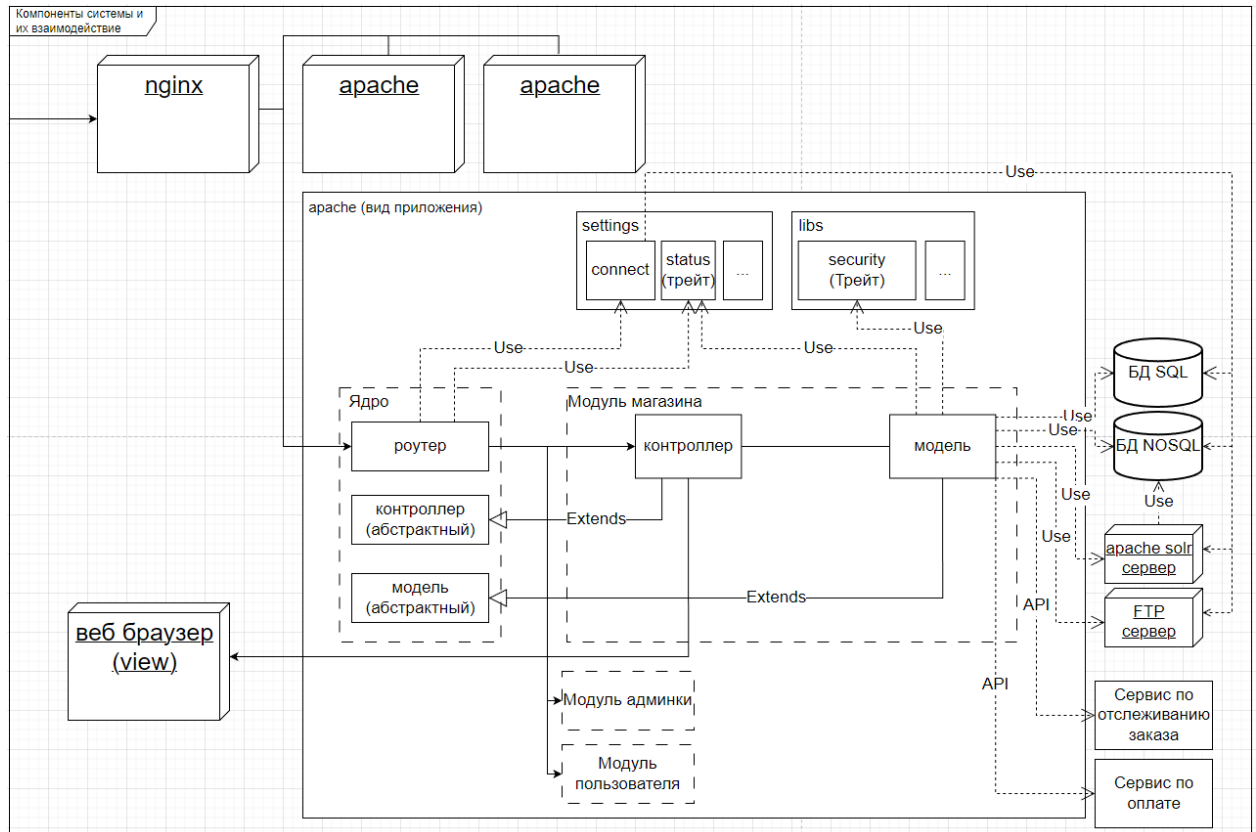 Компоненты системы и
их взаимодействие
nginx
apache
apache
Use
apache (вид приложения)
settings
connect
status
(трейт)
...
libs
security
(Трейт)
...
Use
Use
Use
Use
Ядро
роутер
контроллер
(абстрактный)
модель
(абстрактный)
Модуль магазина
контроллер
модель
Extends
Extends
Use
Use
Use
Use
API
API
БД SQL
БД NOSQL
Use
apache solr
сервер
FTP
сервер
веб браузер
(view)
Модуль админки
Модуль
пользователя
Сервис по
отслеживанию
заказа
Сервис по
оплате